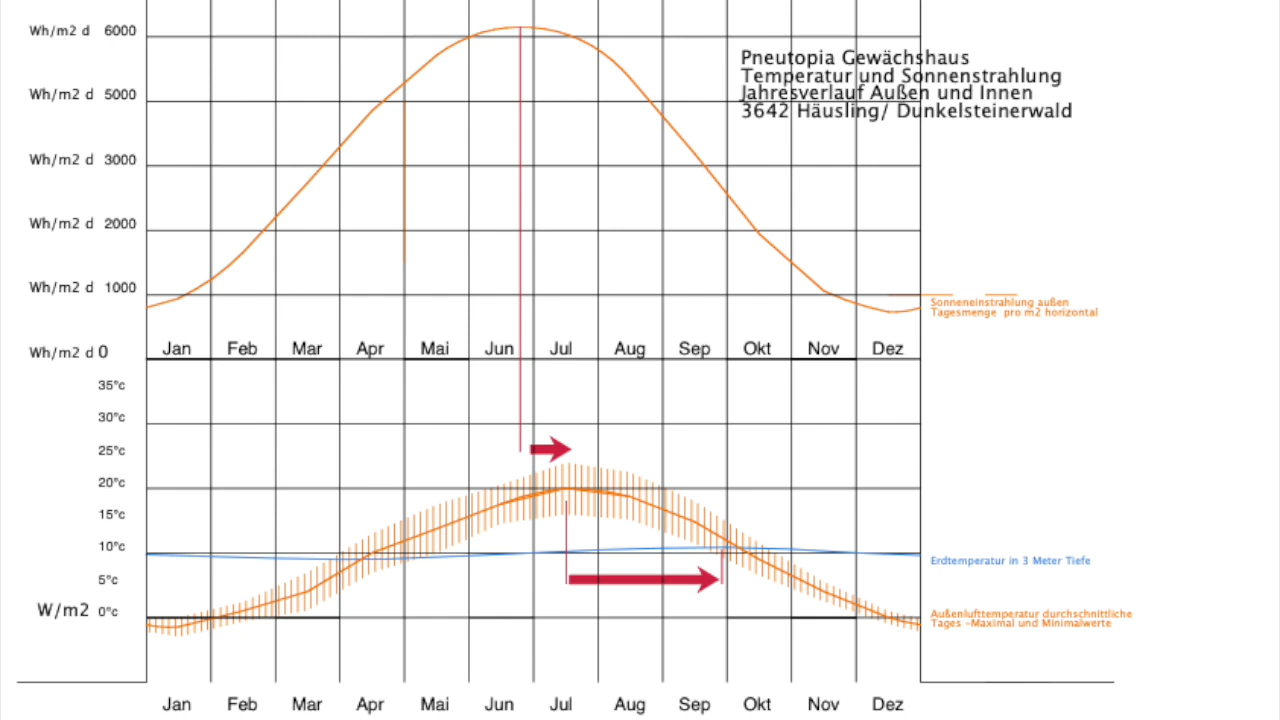 Wh/m2 d 6000
Pneutopia Gewächshaus
Temperatur und Sonnenstrahlung
Jahresverlauf Außen und Innen
3642 Häusling/ Dunkelsteinerwald
Wh/m2 d 5000
Wh/m2 d 3000
Wh/m2 d 2000
Wh/m2 d 1000
Sonneneinstrahlung außen
Tagesmenge pro m2 horizontal
Wh/m2 d 0
Jan Feb Mar Apr Mai Jun Jul Aug Sep Okt Nov Dez
35°c
30°c
25°c
20°c
15°c
10°c
Erdtemperatur in 3 Meter Tiefe
5°c
W/m2 0°c
Außenlufttemperatur durchschnittliche
Tages -Maximal und Minimalwerte
Jan Feb Mar Apr Mai Jun Jul Aug Sep Okt Nov Dez